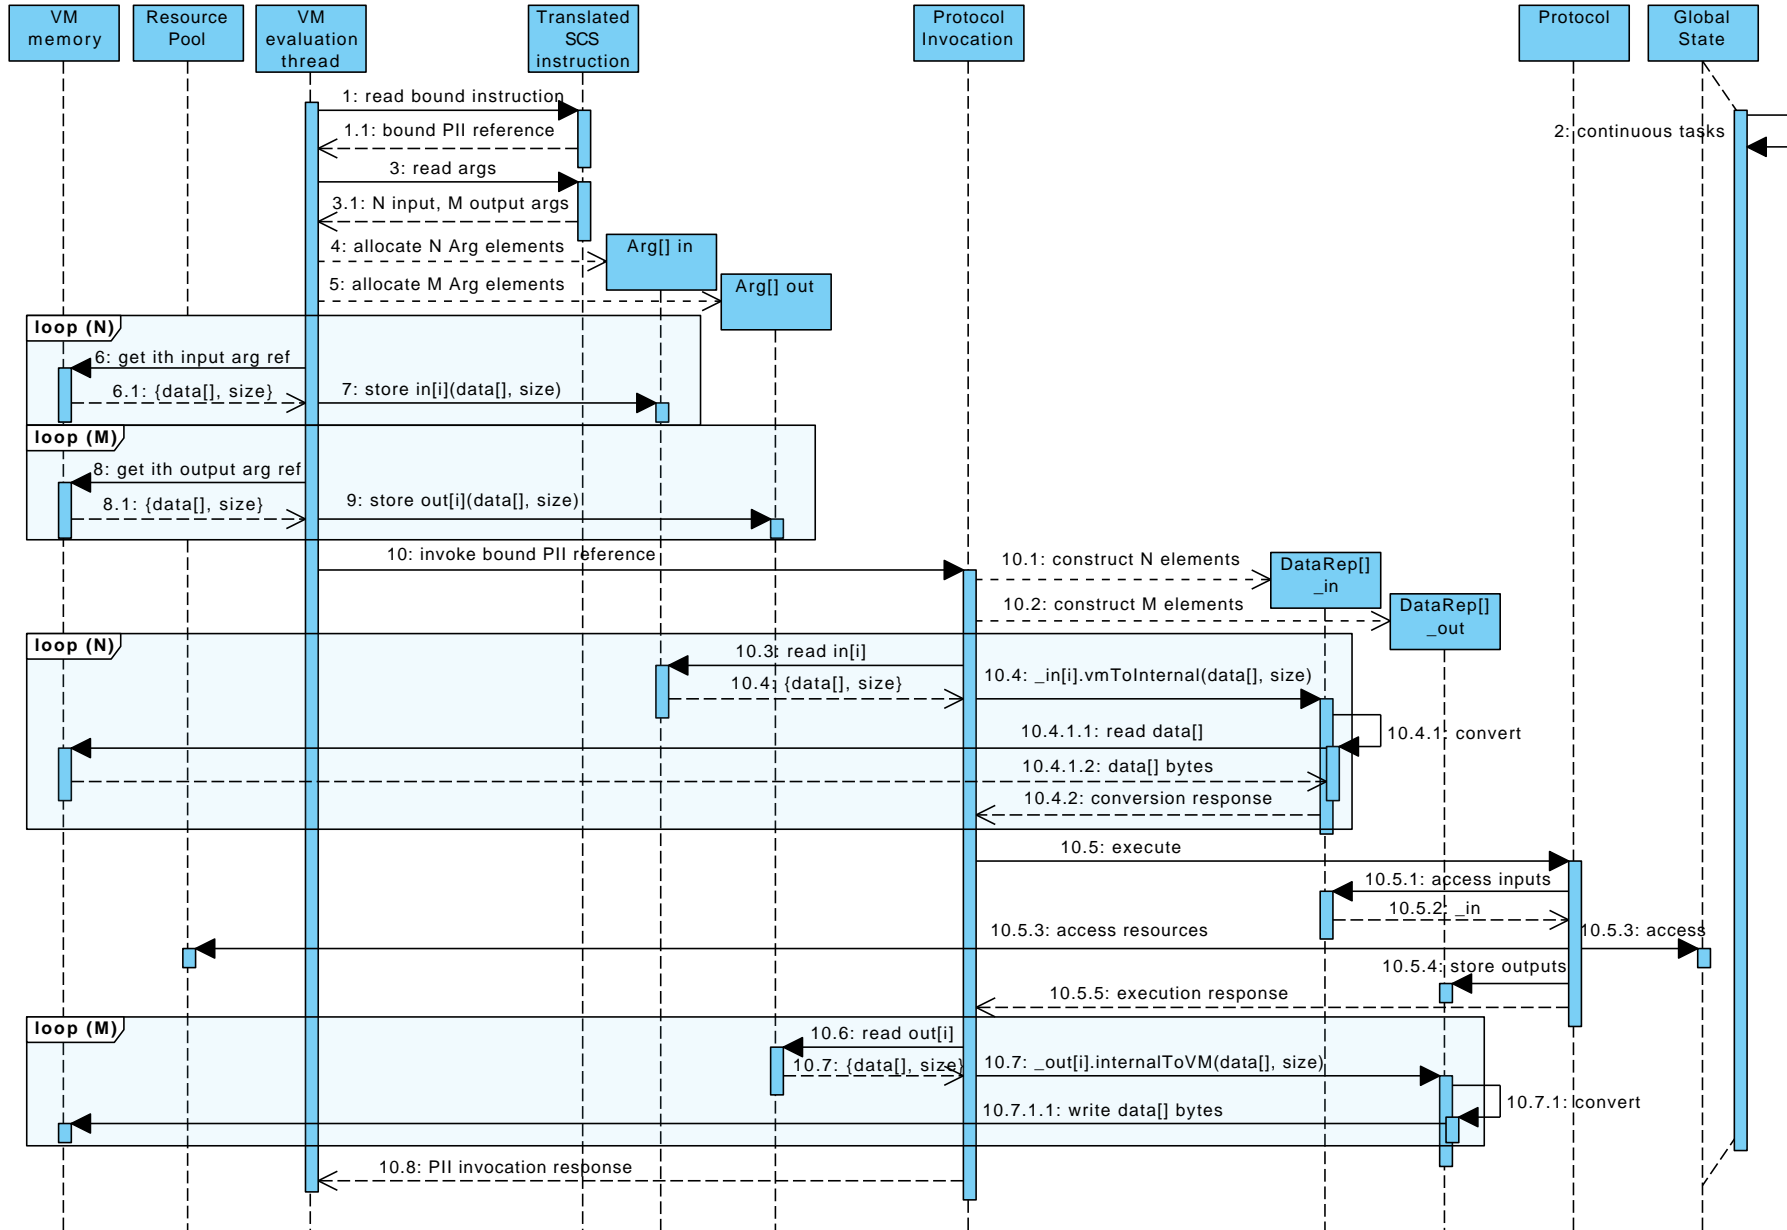 VM
memory
Resource
Pool
VM
evaluation
thread
Translated
SCS
instruction
Protocol
Invocation
Protocol
Global
State
1: read bound instruction
1.1: bound PII reference
2: continuous tasks
3: read args
3.1: N input, M output args
4: allocate N Arg elements
Arg[] in
5: allocate M Arg elements
Arg[] out
loop (N)
6: get ith input arg ref
6.1: {data[], size}
7: store in[i](data[], size)
loop (M)
8: get ith output arg ref
8.1: {data[], size}
9: store out[i](data[], size)
10: invoke bound PII reference
10.1: construct N elements
DataRep[]
_in
10.2: construct M elements
DataRep[]
_out
loop (N)
10.3: read in[i]
10.4: {data[], size}
10.4: _in[i].vmToInternal(data[], size)
10.4.1.1: read data[]
10.4.1: convert
10.4.1.2: data[] bytes
10.4.2: conversion response
10.5: execute
10.5.1: access inputs
10.5.2: _in
10.5.3: access resources
10.5.3: access
10.5.4: store outputs
10.5.5: execution response
loop (M)
10.6: read out[i]
10.7: {data[], size}
10.7: _out[i].internalToVM(data[], size)
10.7.1.1: write data[] bytes
10.7.1: convert
10.8: PII invocation response